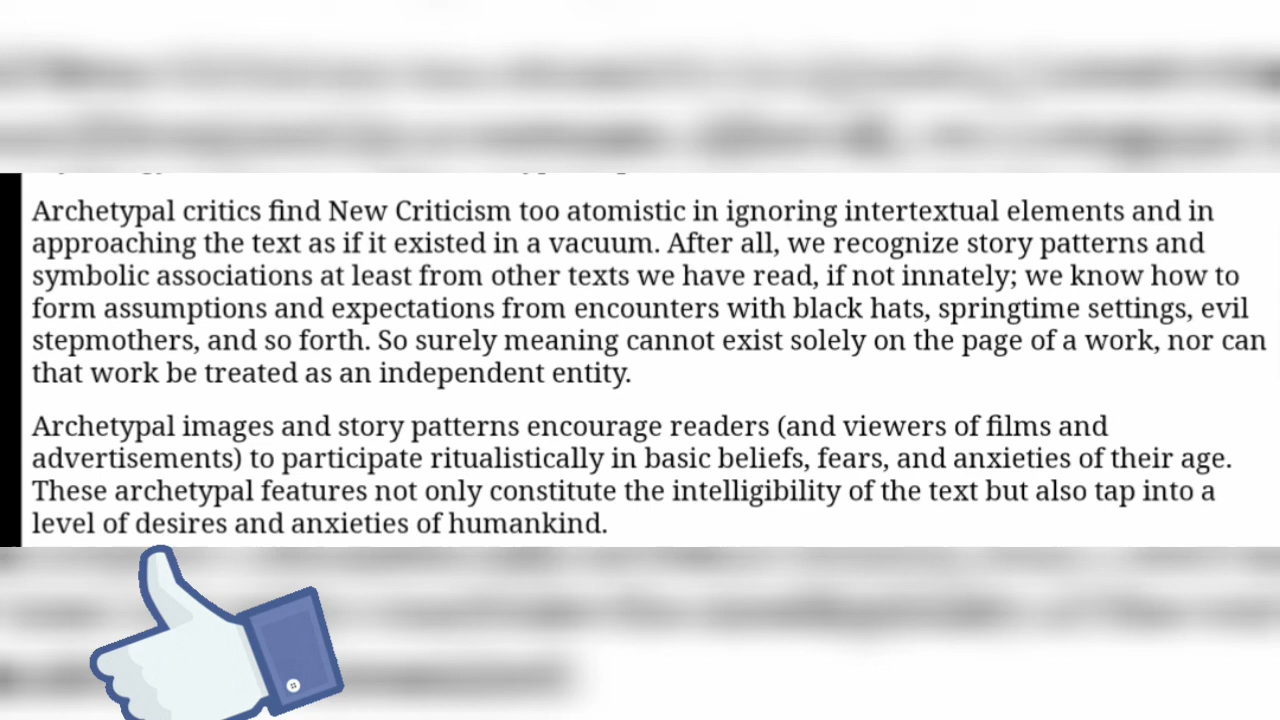 Archetypal critics find New Criticism too atomistic in ignoring intertextual elements and in
approaching the text as if it existed in a vacuum. After all, we recognize story patterns and
symbolic associations at least from other texts we have read, if not innately; we know how to
form assumptions and expectations from encounters with black hats, springtime settings, evil
stepmothers, and so forth. So surely meaning cannot exist solely on the page of a work, nor can
that work be treated as an independent entity.
Archetypal images and story patterns encourage readers (and viewers of films and
advertisements) to participate ritualistically in basic beliefs, fears, and anxieties of their age.
These archetypal features not only constitute the intelligibility of the text but also tap into a
level of desires and anxieties of humankind.